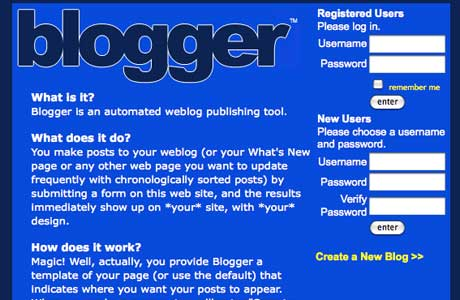 blogger™
What is it?
Blogger is an automated weblog publishing tool.
What does it do?
You make posts to your weblog (or your What's New
page or any other web page you want to update
frequently with chronologically sorted posts) by
submitting a form on this web site, and the results
immediately show up on *your* site, with *your*
design.
How does it work?
Magic! Well, actually, you provide Blogger a
template of your page (or use the default) that
indicates where you want your posts to appear.
Registered Users
Please log in.
Username
Password
remember me
enter
New Users
Please choose a username
and password.
Username
Password
Verify
Password
enter
Create a New Blog >>